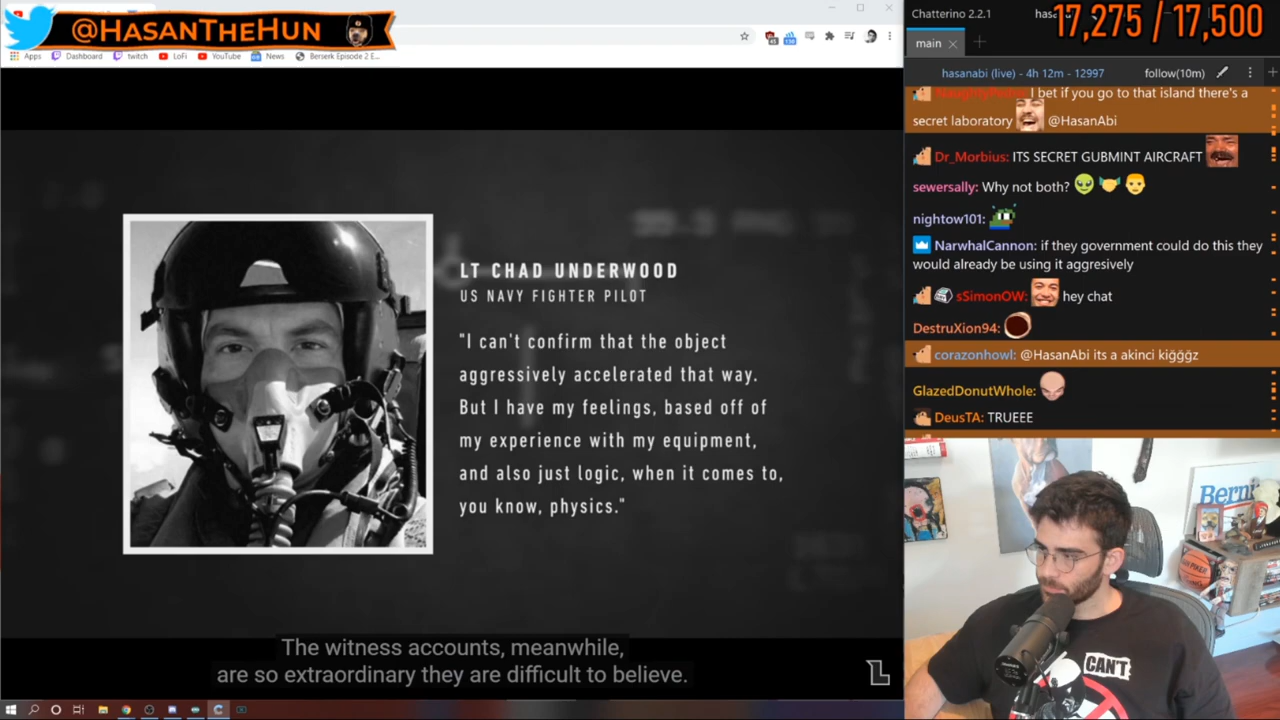 @HASANTHEHUN
Apps Dashboard twitch LoFi YouTube News Berserk Episode 2 E...
LT CHAD UNDERWOOD
US NAVY FIGHTER PILOT
"I can't confirm that the object
aggressively accelerated that way.
But I have my feelings, based off of
my experience with my equipment,
and also just logic, when it comes to,
you know, physics."
The witness accounts, meanwhile,
are so extraordinary they are difficult to believe.
Chatterino 2.2.1
17,275 / 17,500
main
hasanabi (live) - 4h 12m - 12997 follow(10m)
I bet if you go to that island there's a
secret laboratory @HasanAbi
Dr_Morbius: ITS SECRET GUBMINT AIRCRAFT
sewersally: Why not both?
nightow101:
NarwhalCannon: if they government could do this they
would already be using it aggresively
sSimonOW: hey chat
DestruXion94:
corazonhowl: @HasanAbi its a akinci kiğğğz
GlazedDonutWhole:
DeusTA: TRUEEE
Bern
CAN'T